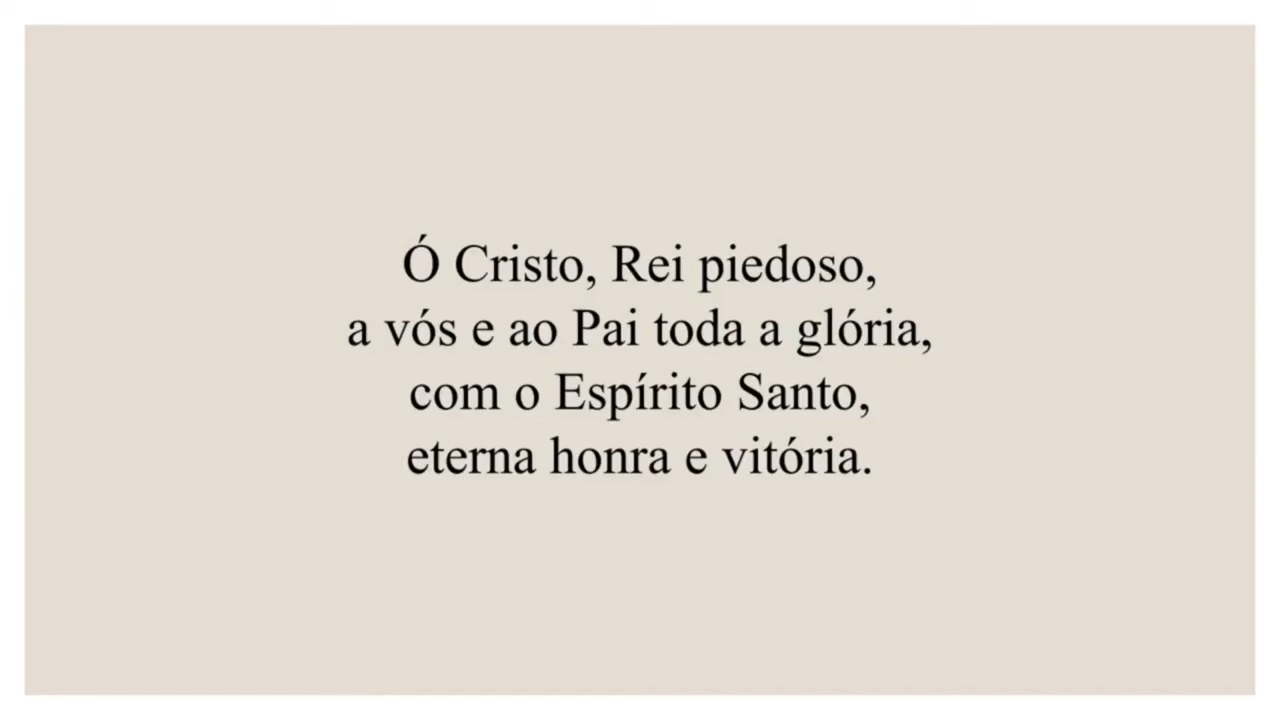 Ó Cristo, Rei piedoso,
a vós e ao Pai toda a glória,
com o Espírito Santo,
eterna honra e vitória.